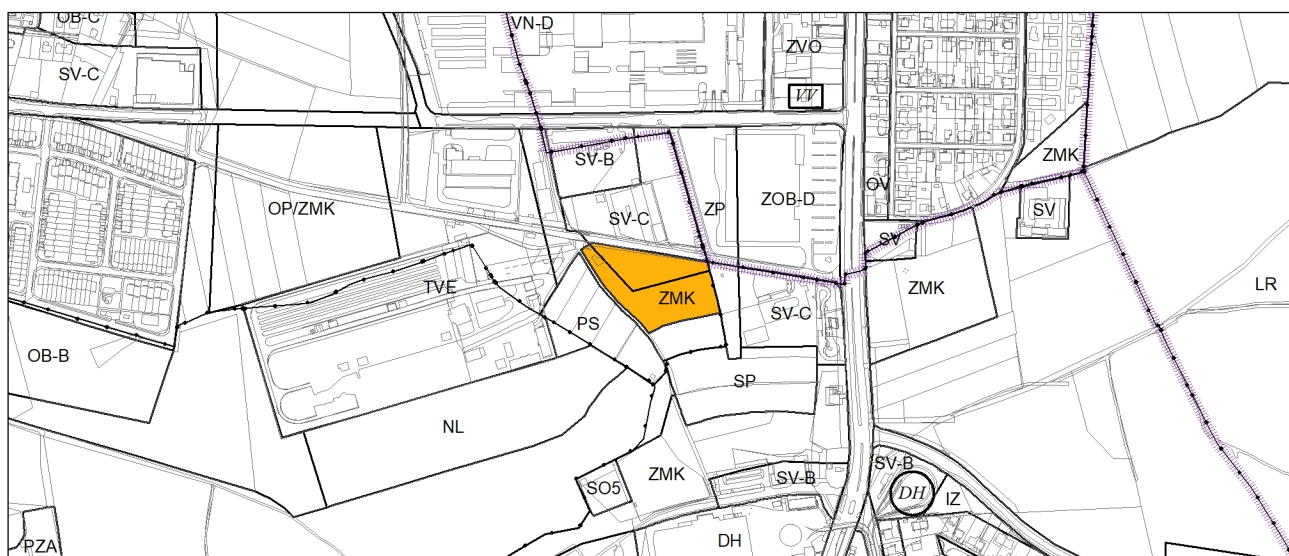 OB-C
VN-D
SV-C
ZVO
VV
SV-B
ZMK
OP/ZMK
SV-C
ZP
ZOB-D
OV
SV
SV
TVE
ZMK
ZMK
LR
PS
SV-C
OB-B
SP
NL
ZMK
SV-B
SV-B
SO5
DH
IZ
PZA
DH